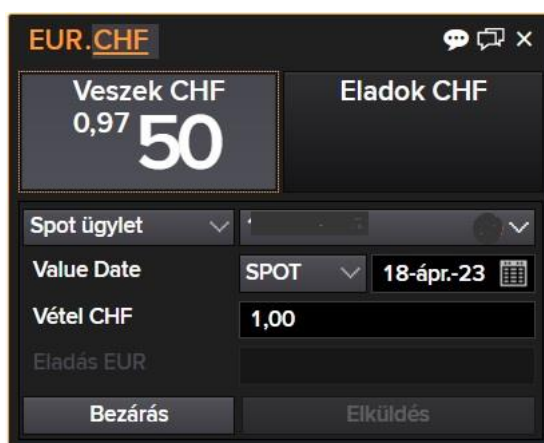 EUR.CHF
Veszek CHF
0,97 50
Eladok CHF
Spot ügylet
Value Date
SPOT
18-ápr.-23
Vétel CHF
1,00
Eladás EUR
Bezárás
Elküldés